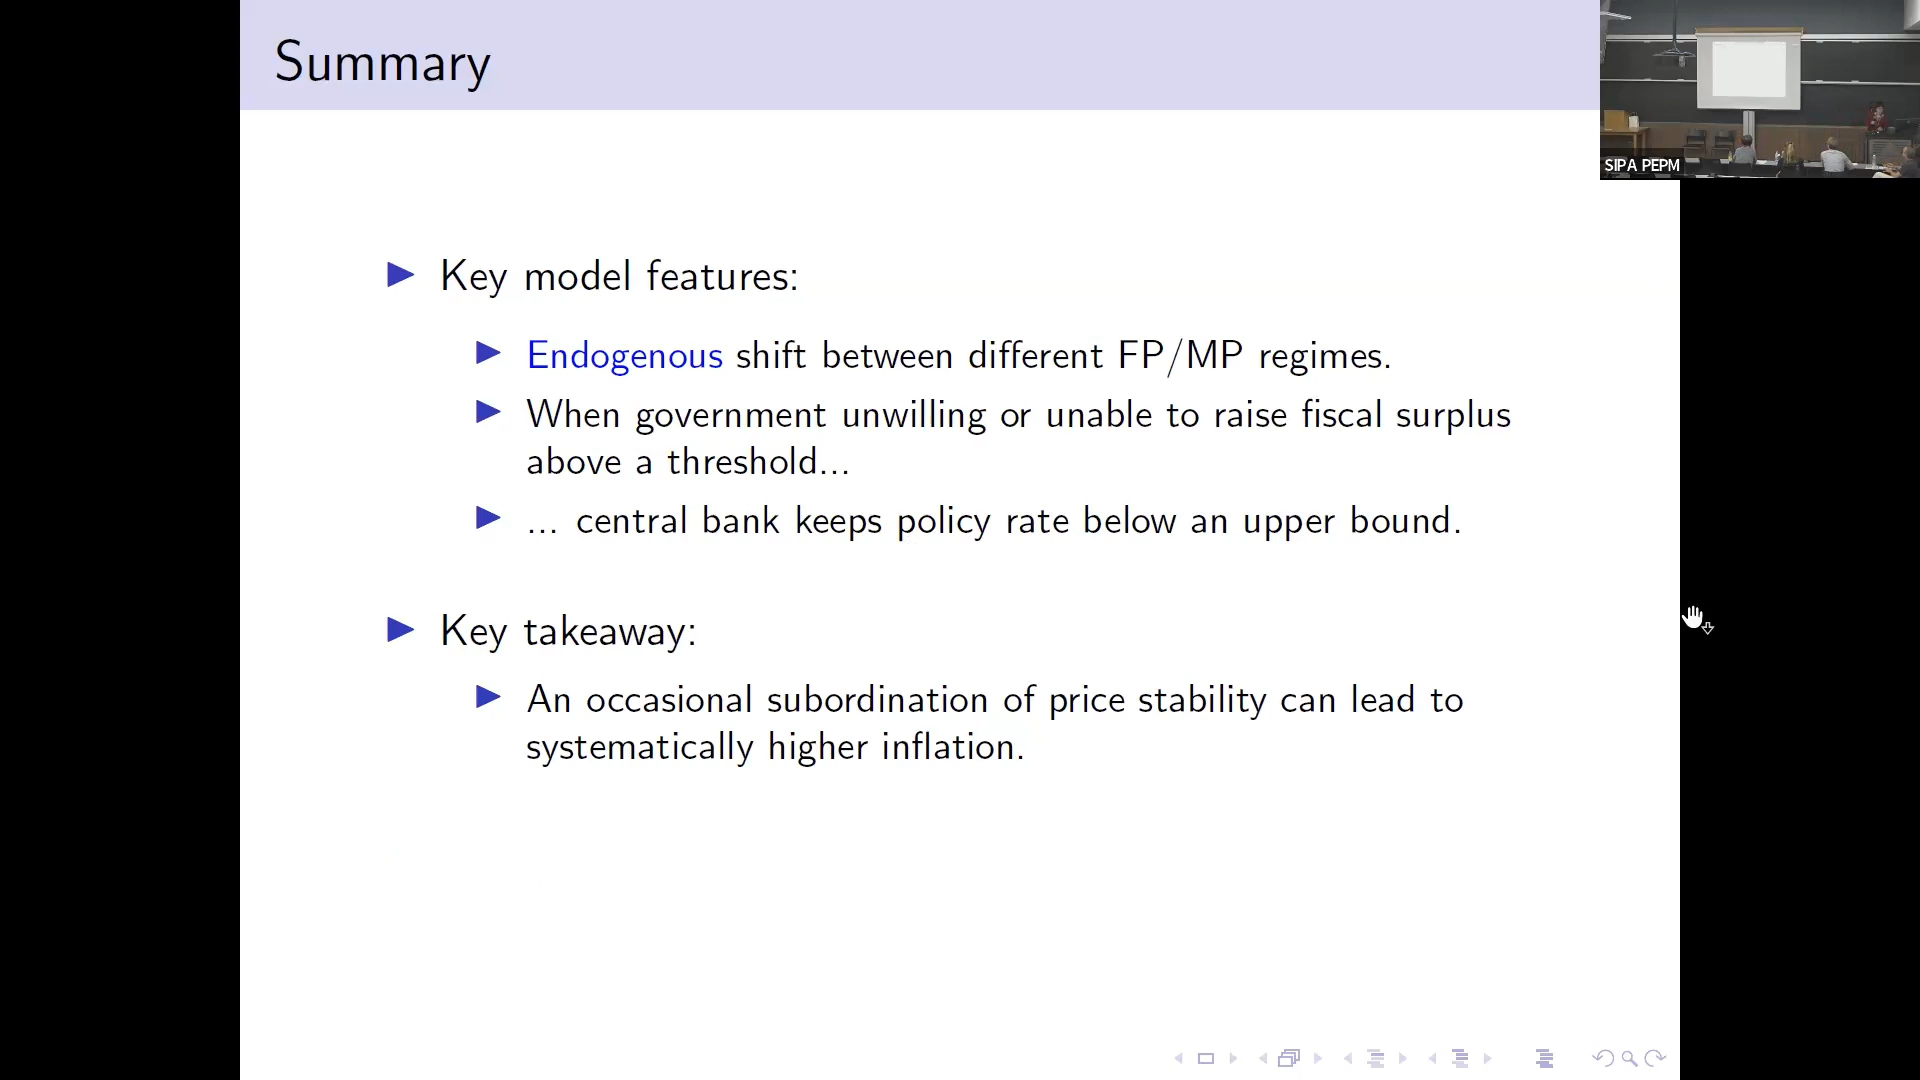 Summary
SIPA PEPM
Key model features:
Endogenous shift between different FP/MP regimes.
When government unwilling or unable to raise fiscal surplus
above a threshold...
... central bank keeps policy rate below an upper bound.
Key takeaway:
An occasional subordination of price stability can lead to
systematically higher inflation.